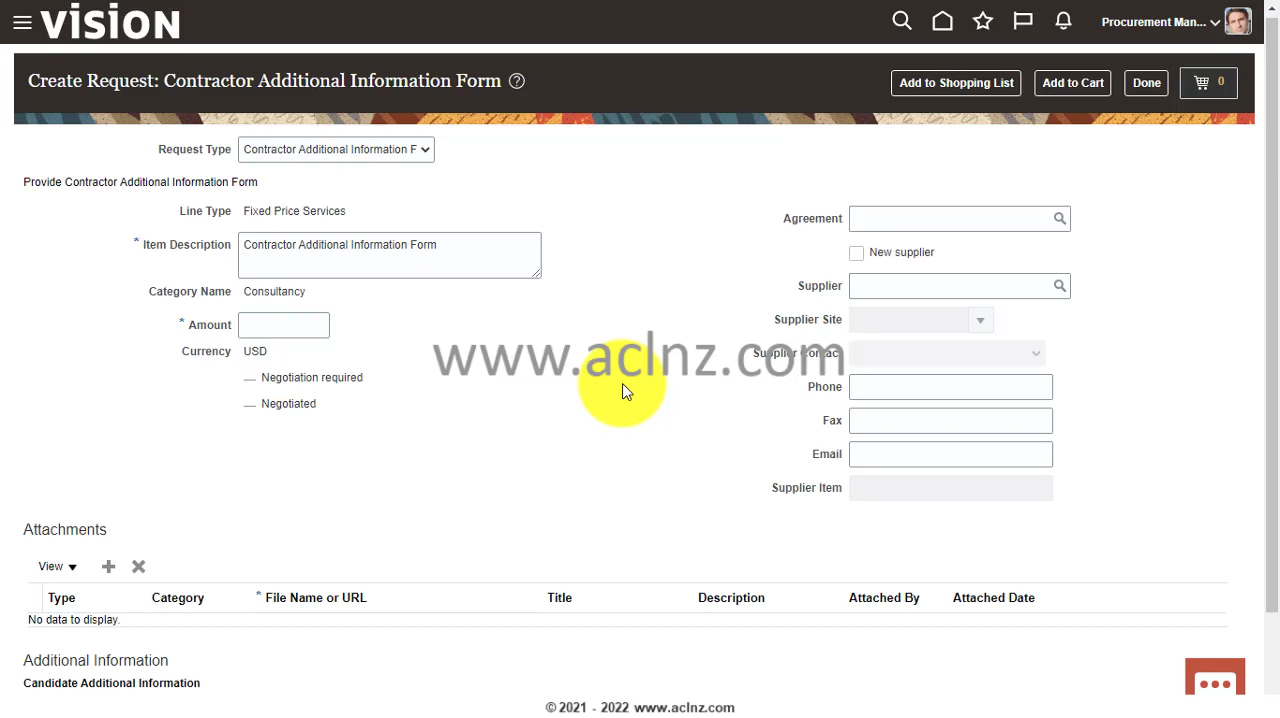 vision
Procurement Man...
Create Request: Contractor Additional Information Form
Add to Shopping List
Add to Cart
Done
0
Request Type
Contractor Additional Information F
Provide Contractor Additional Information Form
Line Type
Fixed Price Services
* Item Description
Contractor Additional Information Form
Category Name
Consultancy
* Amount
Currency
USD
Negotiation required
Negotiated
Agreement
New supplier
Supplier
Supplier Site
Supplier Contact
Phone
Fax
Email
Supplier Item
www.aclnz.com
Attachments
View
Type
Category
* File Name or URL
Title
Description
Attached By
Attached Date
No data to display.
Additional Information
Candidate Additional Information
© 2021 - 2022 www.aclnz.com